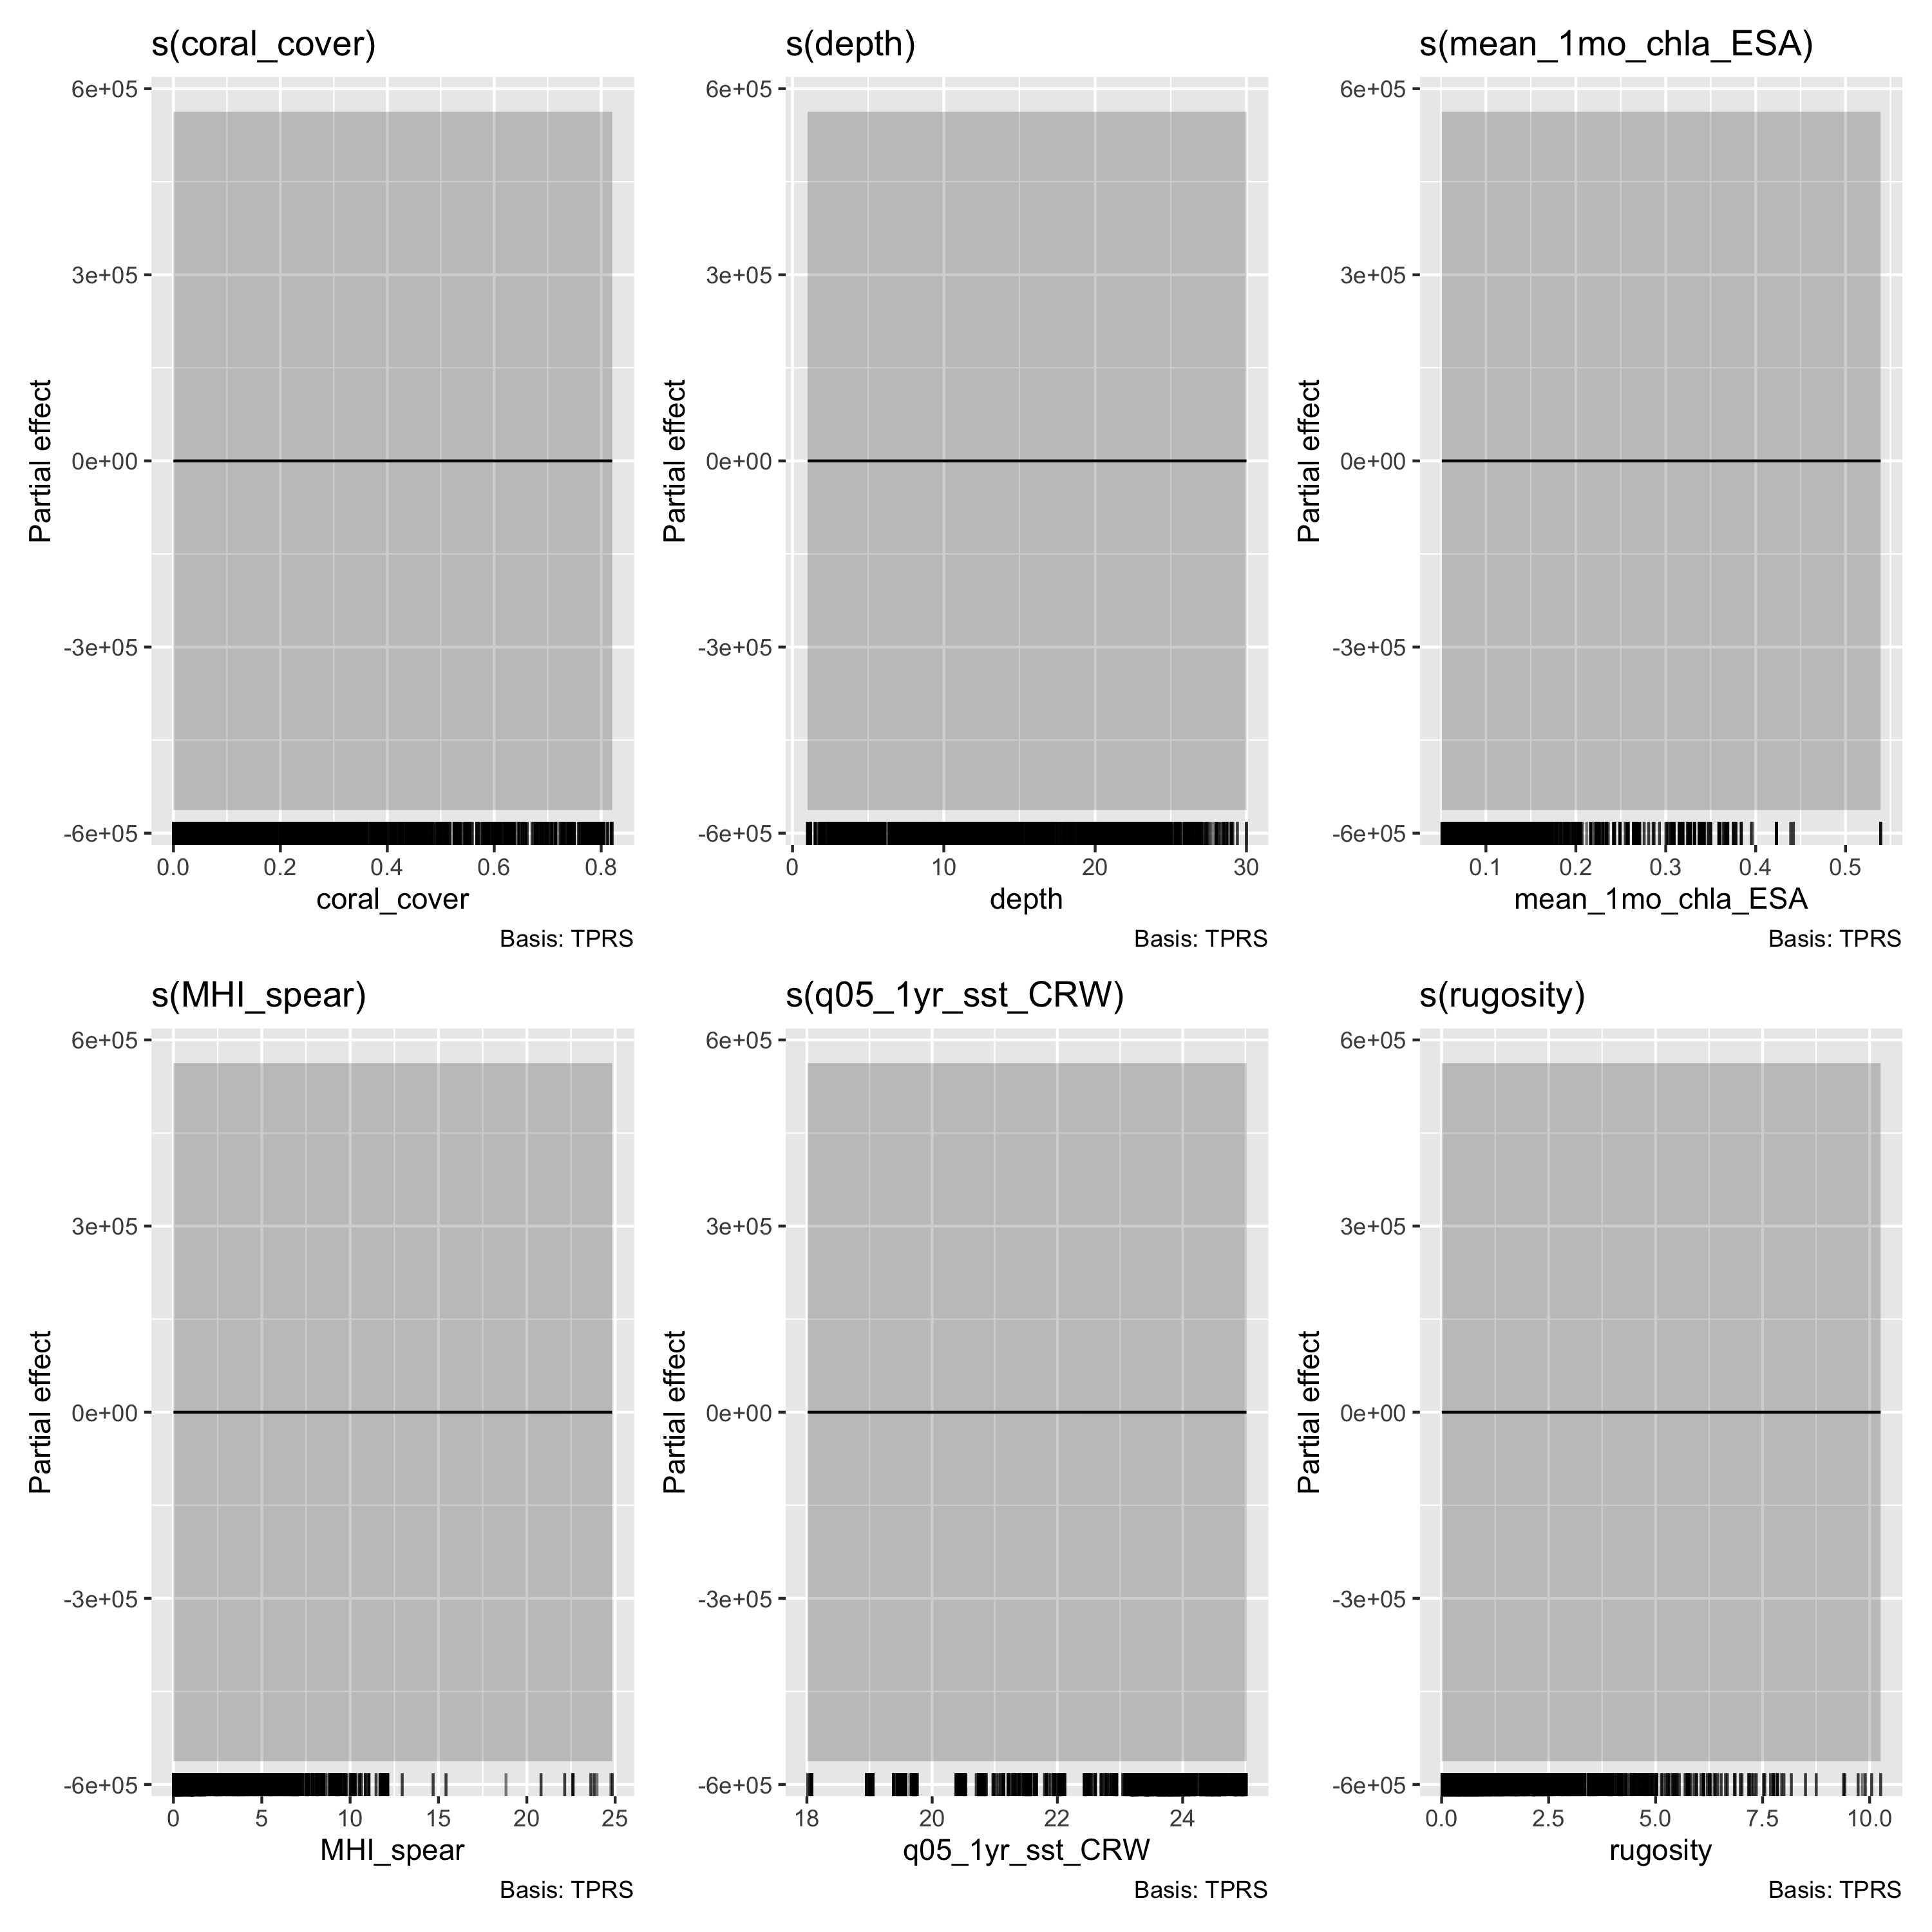 s(coral_cover)
6e+05
3e+05
0e+00
-3e+05
-6e+05
Partial effect
0.0 0.2 0.4 0.6 0.8
coral_cover
Basis: TPRS
s(depth)
6e+05
3e+05
0e+00
-3e+05
-6e+05
Partial effect
0 10 20 30
depth
Basis: TPRS
s(mean_1mo_chla_ESA)
6e+05
3e+05
0e+00
-3e+05
-6e+05
Partial effect
0.1 0.2 0.3 0.4 0.5
mean_1mo_chla_ESA
Basis: TPRS
s(MHI_spear)
6e+05
3e+05
0e+00
-3e+05
-6e+05
Partial effect
0 5 10 15 20 25
MHI_spear
Basis: TPRS
s(q05_1yr_sst_CRW)
6e+05
3e+05
0e+00
-3e+05
-6e+05
Partial effect
18 20 22 24
q05_1yr_sst_CRW
Basis: TPRS
s(rugosity)
6e+05
3e+05
0e+00
-3e+05
-6e+05
Partial effect
0.0 2.5 5.0 7.5 10.0
rugosity
Basis: TPRS